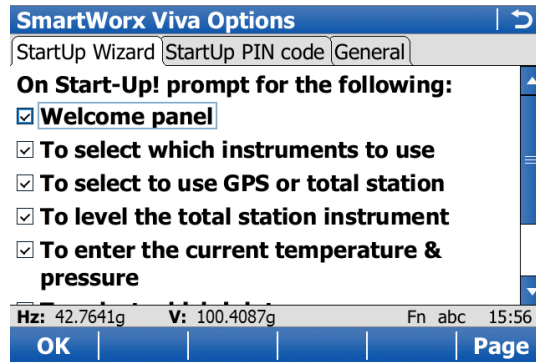 SmartWorx Viva Options
StartUp Wizard StartUp PIN code General
On Start-Up! prompt for the following:
Welcome panel
To select which instruments to use
To select to use GPS or total station
To level the total station instrument
To enter the current temperature &
pressure
Hz: 42.7641g V: 100.4087g Fn abc 15:56
OK Page